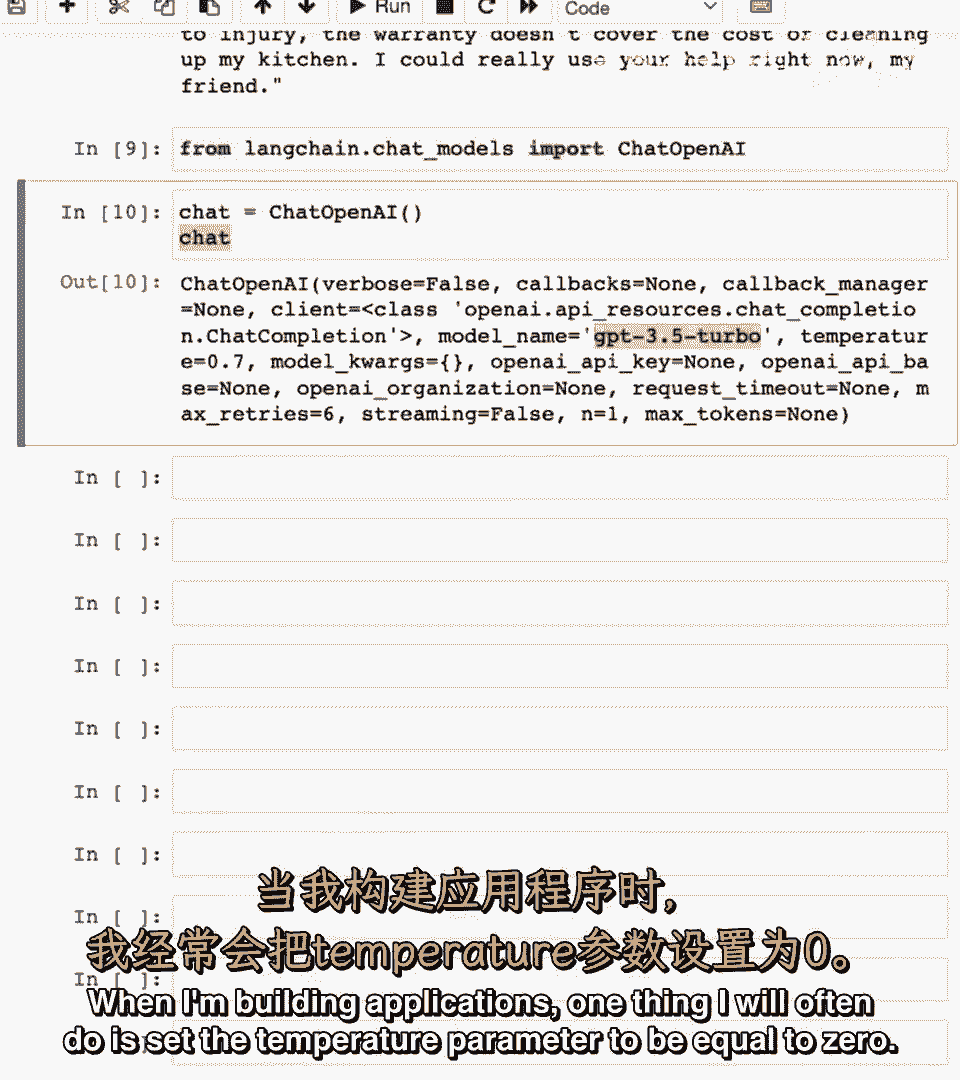 Run
Code
to injury, the warranty doesn't cover the cost of cleaning
up my kitchen. I could really use your help right now, my
friend."
In [9]: from langchain.chat_models import ChatOpenAI
In [10]: chat = ChatOpenAI()
chat
Out[10]: ChatOpenAI(verbose=False, callbacks=None, callback_manager
=None, client=<class 'openai.api_resources.chat_completio
n.ChatCompletion'>, model_name='gpt-3.5-turbo', temperatur
e=0.7, model_kwargs={}, openai_api_key=None, openai_api_ba
se=None, openai_organization=None, request_timeout=None, m
ax_retries=6, streaming=False, n=1, max_tokens=None)
In [ ]:
In [ ]:
In [ ]:
In [ ]:
In [ ]:
In [ ]:
In [ ]:
In [ ]:
In [ ]:
当我构建应用程序时,
我经常会把temperature参数设置为0。
When I'm building applications, one thing I will often
do is set the temperature parameter to be equal to zero.